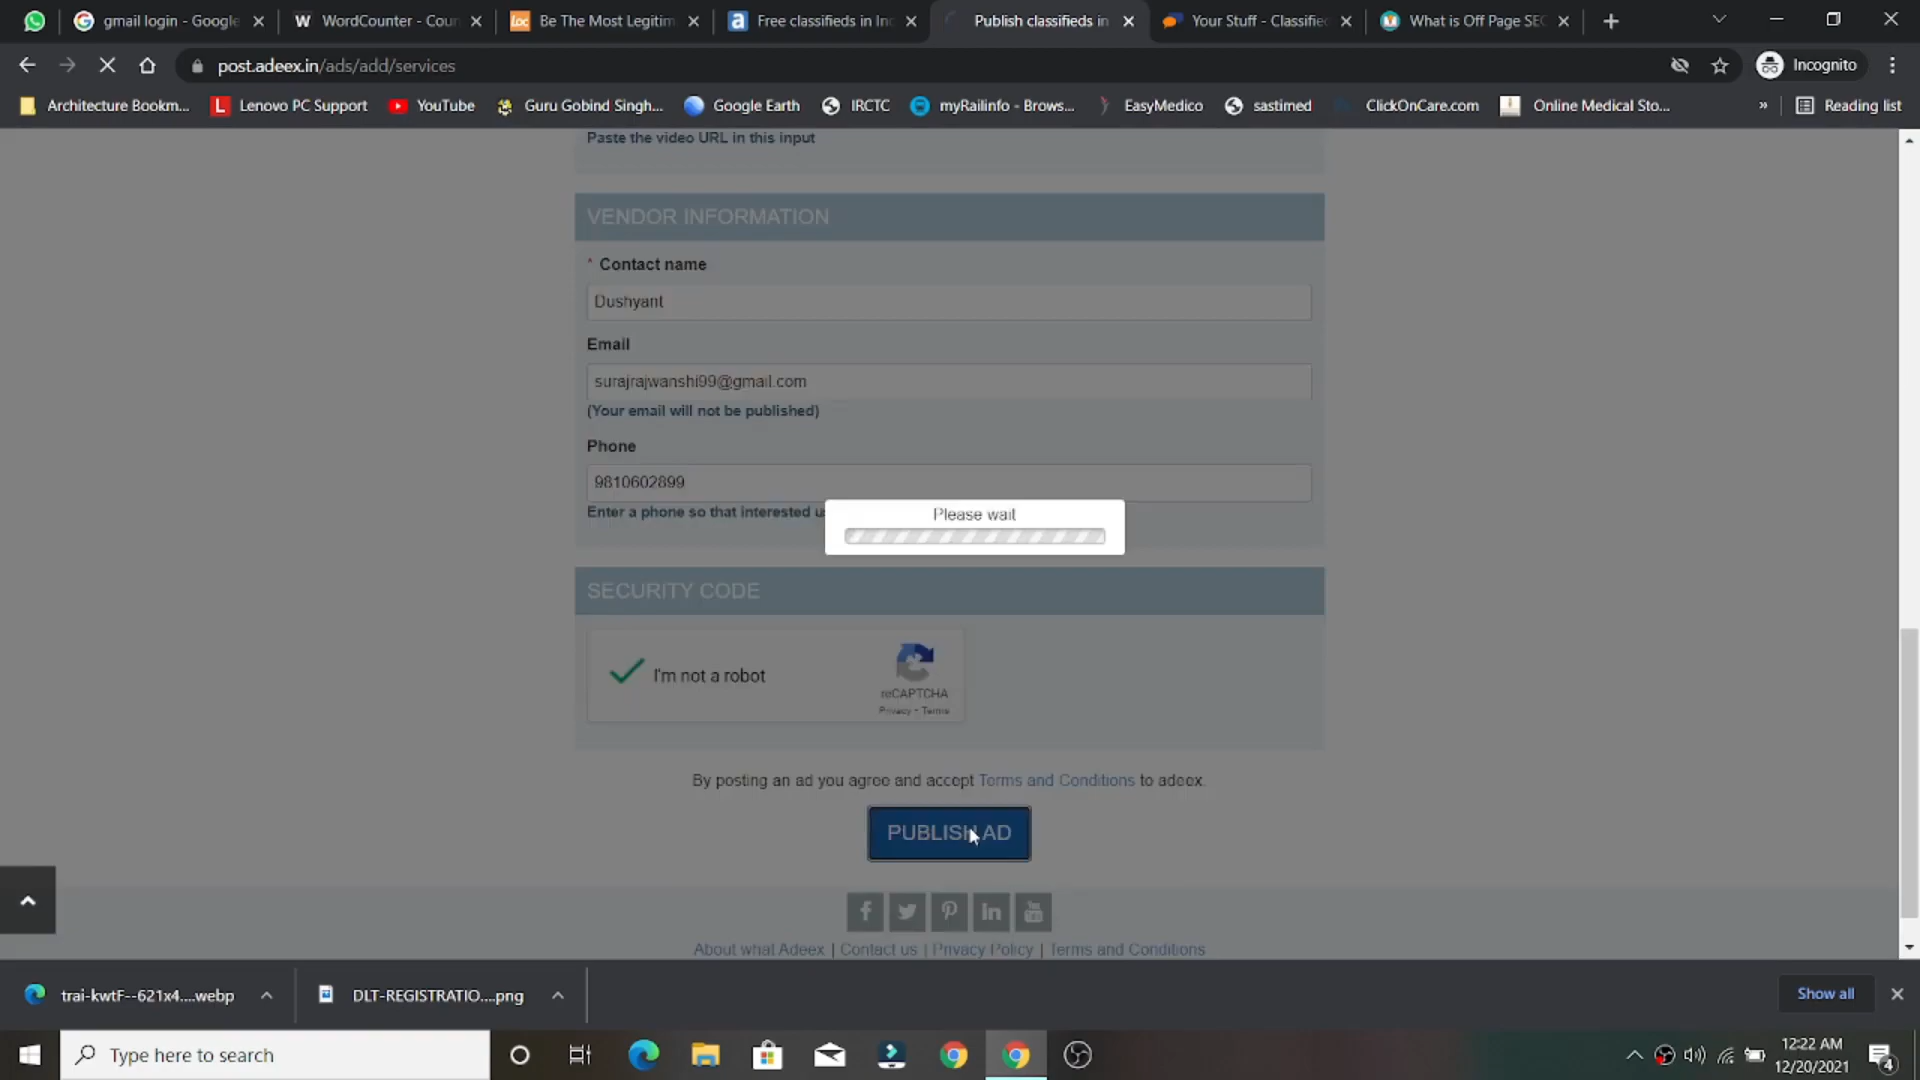 gmail login - Google
WordCounter - Coun
Be The Most Legitim
Free classifieds in Inc
Publish classifieds in
Your Stuff - Classified
What is Off Page SEO
post.adeex.in/ads/add/services
Incognito
Architecture Bookm...
Lenovo PC Support
YouTube
Guru Gobind Singh...
Google Earth
IRCTC
myRailinfo - Brows...
EasyMedico
sastimed
ClickOnCare.com
Online Medical Sto...
»
Reading list
Paste the video URL in this input
VENDOR INFORMATION
* Contact name
Dushyant
Email
surajrajwanshi99@gmail.com
(Your email will not be published)
Phone
9810602899
Enter a phone so that interested u
Please wait
SECURITY CODE
I'm not a robot
reCAPTCHA
Privacy - Terms
By posting an ad you agree and accept Terms and Conditions to adeex.
PUBLISH AD
About what Adeex | Contact us | Privacy Policy | Terms and Conditions
trai-kwtF--621x4....webp
DLT-REGISTRATIO....png
Show all
Type here to search
12:22 AM
12/20/2021
4